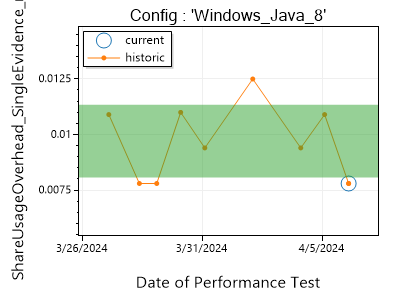 Config : 'Windows_Java_8'
current
historic
ShareUsageOverhead_SingleEvidence_
0.0125
0.01
0.0075
3/26/2024
3/31/2024
4/5/2024
Date of Performance Test